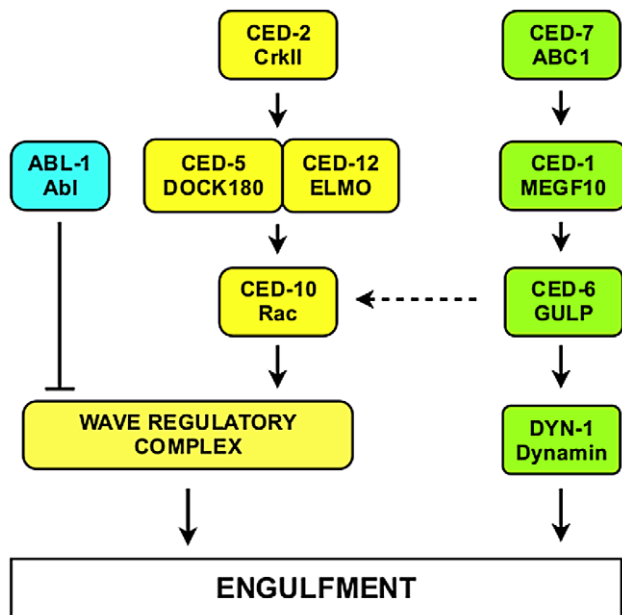 CED-2
CrkII
CED-7
ABC1
ABL-1
Abl
CED-5
DOCK180
CED-12
ELMO
CED-1
MEGF10
CED-10
Rac
CED-6
GULP
WAVE REGULATORY
COMPLEX
DYN-1
Dynamin
ENGULFMENT